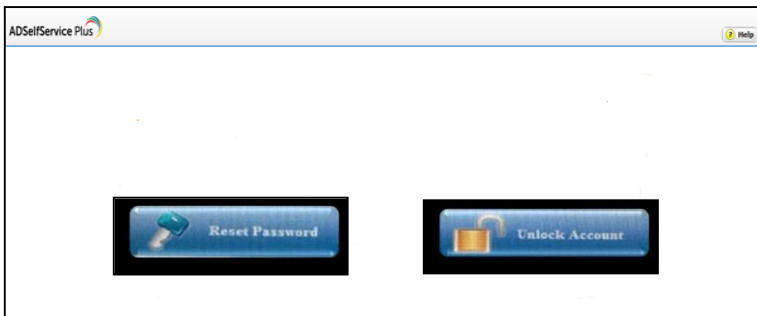 ADSelfService Plus
? Help
Reset Password
Unlock Account